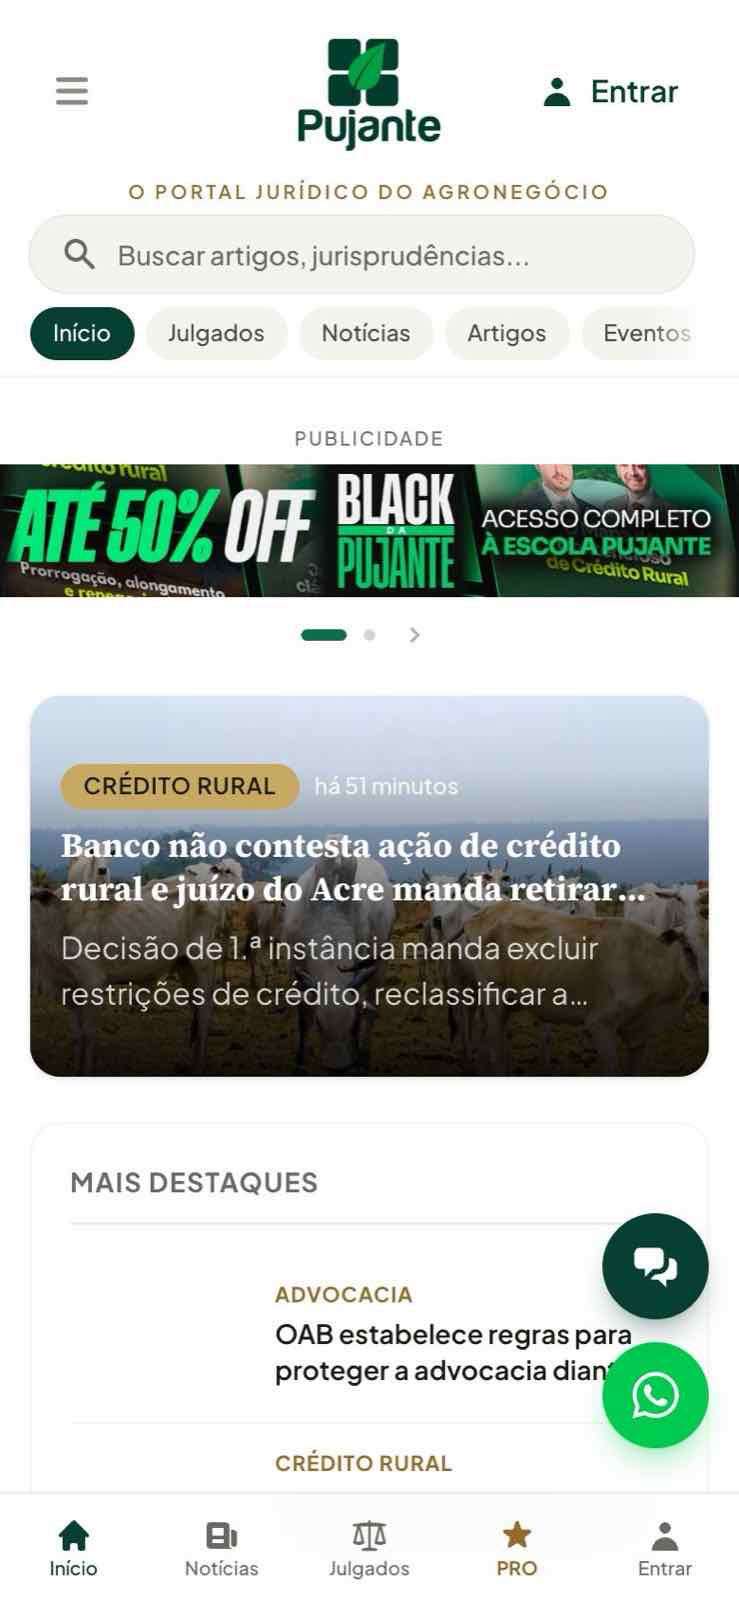 Pujante
Entrar
O PORTAL JURÍDICO DO AGRONEGÓCIO
Buscar artigos, jurisprudências...
Início
Julgados
Notícias
Artigos
Eventos
PUBLICIDADE
crédito rural
ATÉ 50% OFF
Prorrogação, alongamento
BLACK
DA
PUJANTE
ACESSO COMPLETO
À ESCOLA PUJANTE
de Crédito Rural
CRÉDITO RURAL
há 51 minutos
Banco não contesta ação de crédito
rural e juízo do Acre manda retirar...
Decisão de 1.ª instância manda excluir
restrições de crédito, reclassificar a...
MAIS DESTAQUES
ADVOCACIA
OAB estabelece regras para
proteger a advocacia diant
CRÉDITO RURAL
Início
Notícias
Julgados
PRO
Entrar